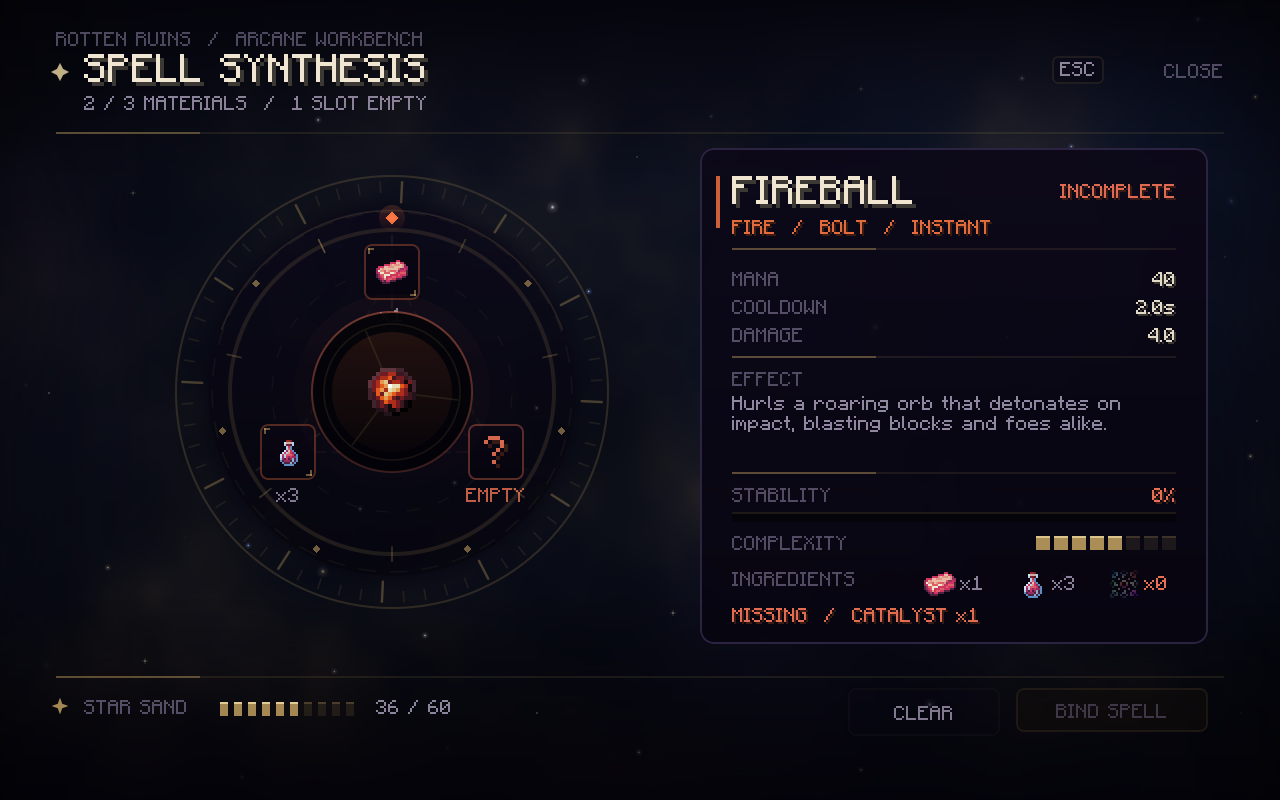 ROTTEN RUINS / ARCANE WORKBENCH
SPELL SYNTHESIS
2 / 3 MATERIALS / 1 SLOT EMPTY
ESC CLOSE
?
x3
EMPTY
FIREBALL
INCOMPLETE
FIRE / BOLT / INSTANT
MANA 40
COOLDOWN 2.0s
DAMAGE 4.0
EFFECT
Hurls a roaring orb that detonates on
impact, blasting blocks and foes alike.
STABILITY 0%
COMPLEXITY
INGREDIENTS x1 x3 x0
MISSING / CATALYST x1
STAR SAND 36 / 60
CLEAR
BIND SPELL